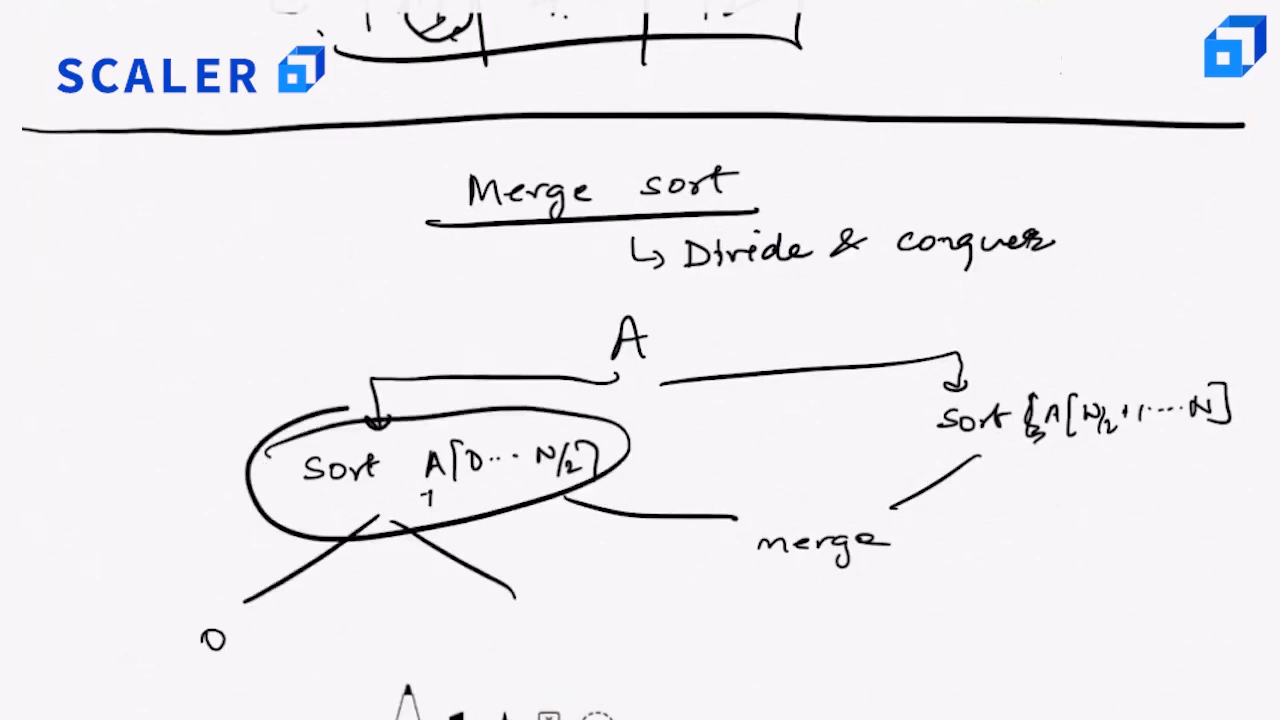 SCALER
Merge sort
↳ Divide & conquer
A
Sort A[0... N/2]
Sort {A[N/2+1....N]
merge
0